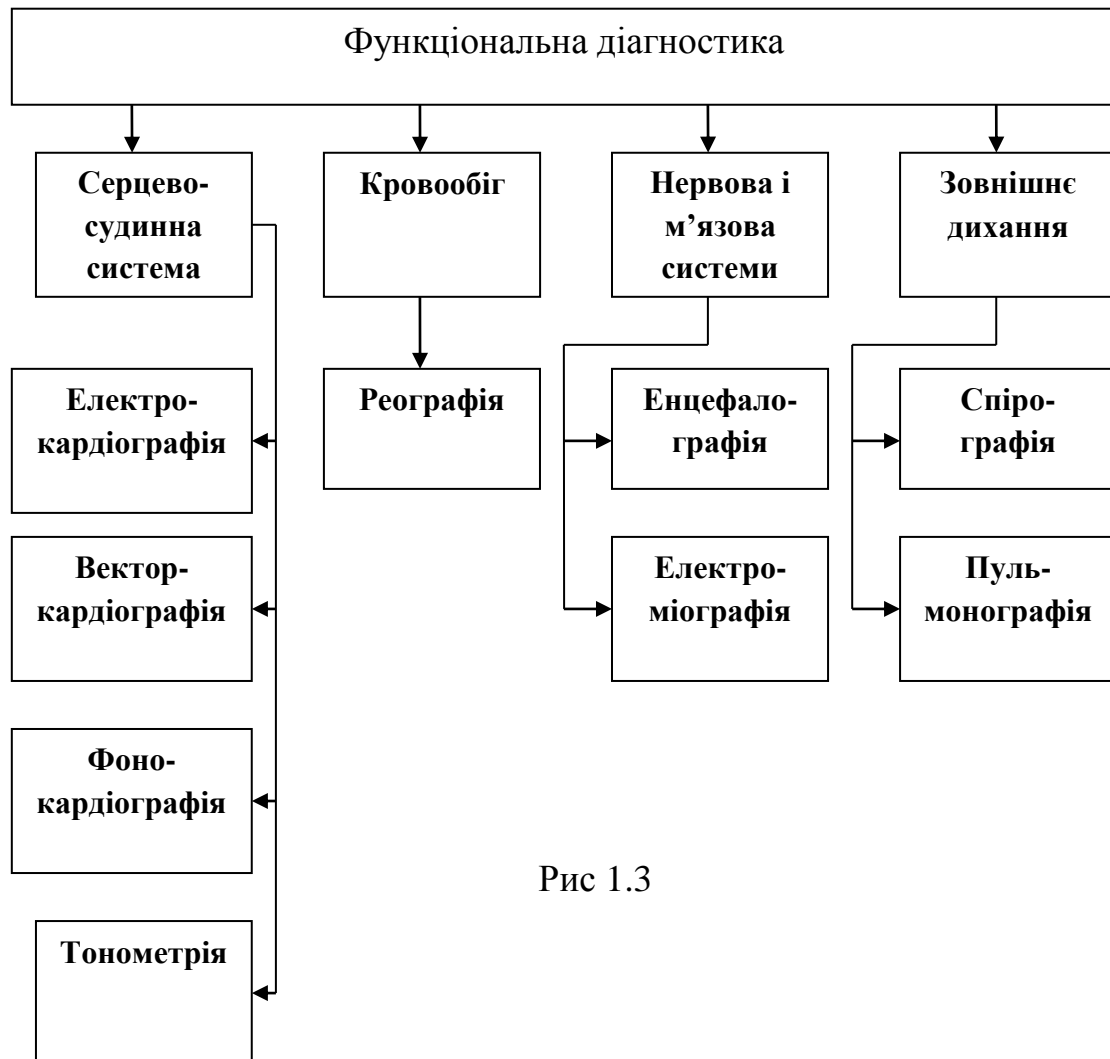 Функціональна діагностика
Серцево-
судинна
система
Кровообіг
Нервова і
м’язова
системи
Зовнішнє
дихання
Електро-
кардіографія
Реографія
Енцефало-
графія
Спіро-
графія
Вектор-
кардіографія
Електро-
міографія
Пуль-
монографія
Фоно-
кардіографія
Рис 1.3
Тонометрія